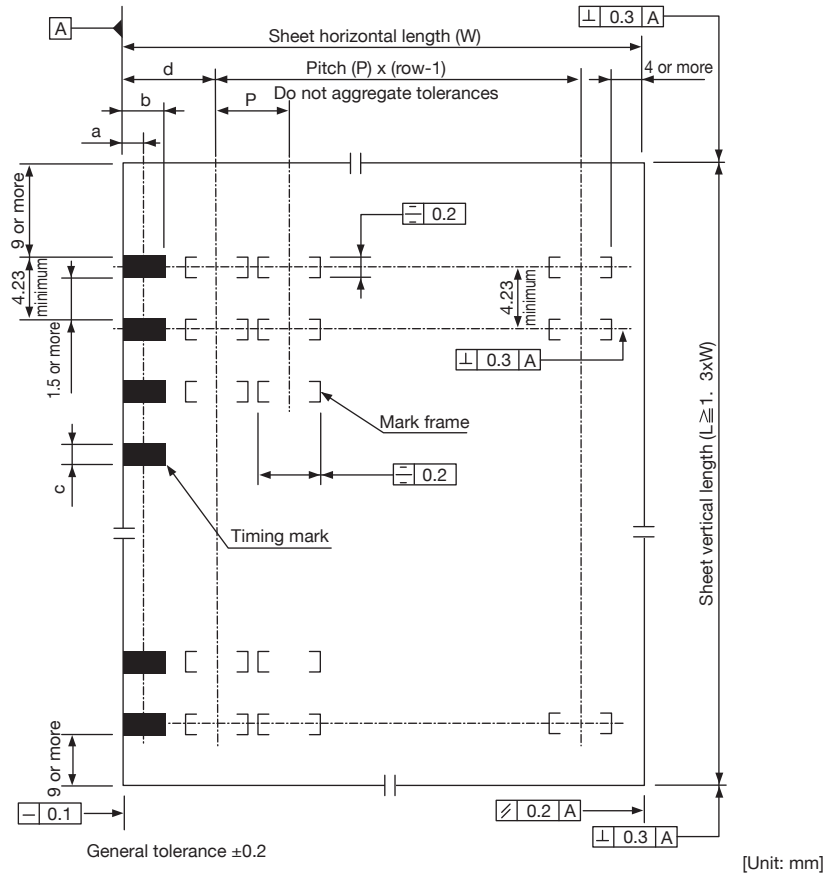 ⊥ 0.3 A
A
Sheet horizontal length (W)
d
Pitch (P) x (row-1)
4 or more
Do not aggregate tolerances
b
P
a
9 or more
⌯ 0.2
4.23
minimum
4.23
minimum
1.5 or more
⊥ 0.3 A
Sheet vertical length (L≧1. 3xW)
Mark frame
⌯ 0.2
c
Timing mark
9 or more
— 0.1
⫽ 0.2 A
⊥ 0.3 A
General tolerance ±0.2
[Unit: mm]